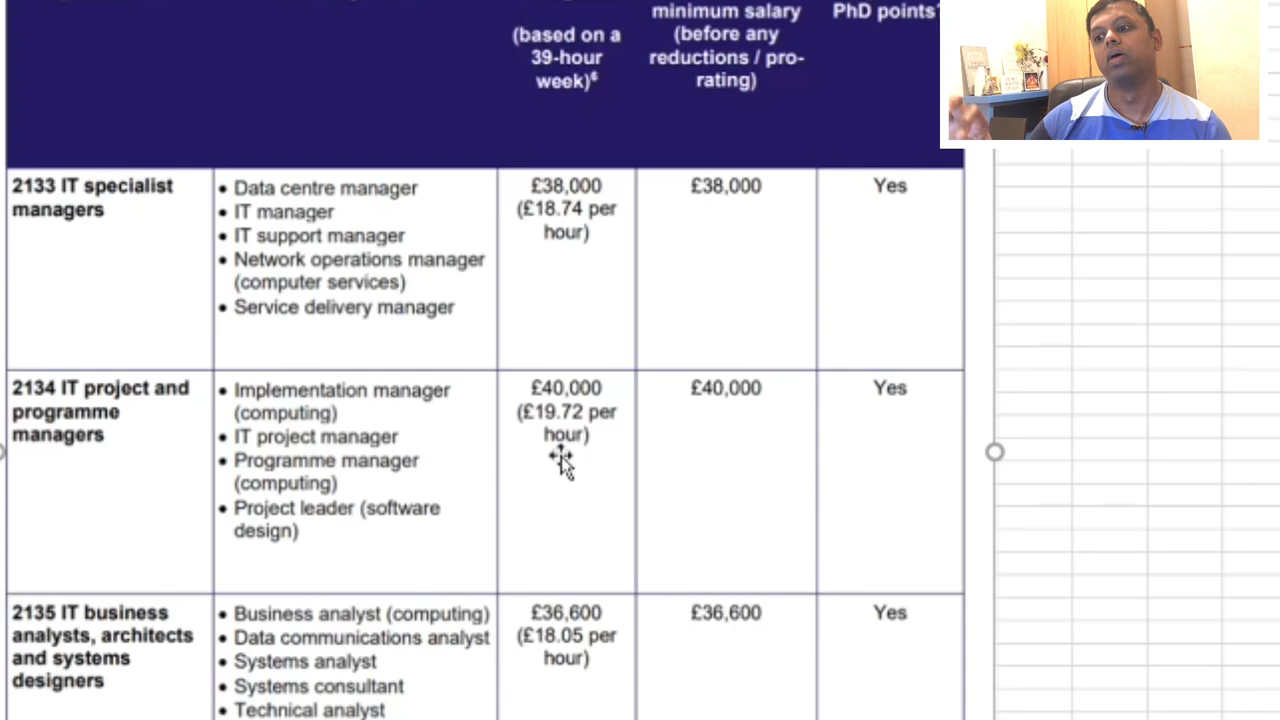 (based on a
39-hour
week)⁶
minimum salary
(before any
reductions / pro-
rating)
PhD points
2133 IT specialist
managers
• Data centre manager
• IT manager
• IT support manager
• Network operations manager
(computer services)
• Service delivery manager
£38,000
(£18.74 per
hour)
£38,000
Yes
2134 IT project and
programme
managers
• Implementation manager
(computing)
• IT project manager
• Programme manager
(computing)
• Project leader (software
design)
£40,000
(£19.72 per
hour)
£40,000
Yes
2135 IT business
analysts, architects
and systems
designers
• Business analyst (computing)
• Data communications analyst
• Systems analyst
• Systems consultant
• Technical analyst
£36,600
(£18.05 per
hour)
£36,600
Yes